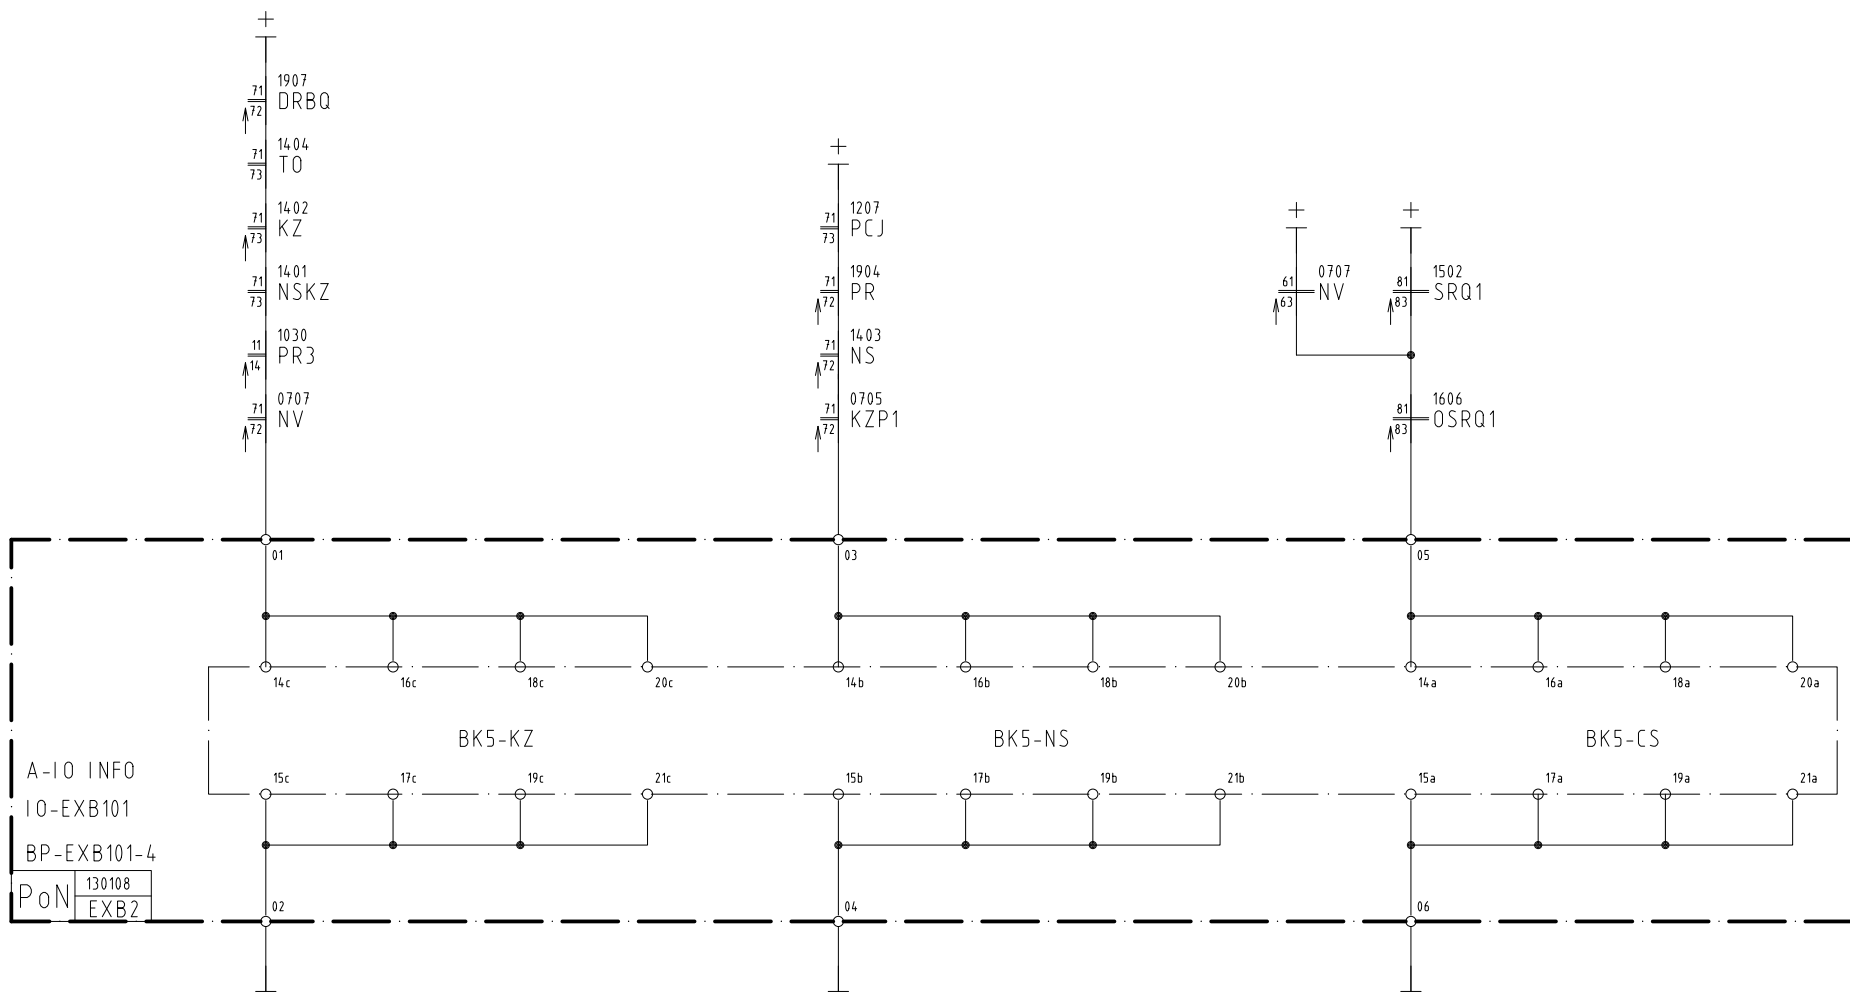 +
71
1907
72
DRBQ
71
1404
73
TO
71
1402
73
KZ
71
1401
73
NSKZ
11
1030
14
PR3
71
0707
72
NV
+
71
1207
73
PCJ
71
1904
72
PR
71
1403
72
NS
71
0705
72
KZP1
+
+
61
0707
63
NV
81
1502
83
SRQ1
81
1606
83
OSRQ1
01
03
05
14c
16c
18c
20c
14b
16b
18b
20b
14a
16a
18a
20a
BK5-KZ
BK5-NS
BK5-CS
15c
17c
19c
21c
15b
17b
19b
21b
15a
17a
19a
21a
A-IO INFO
IO-EXB101
BP-EXB101-4
PoN
130108
EXB2
02
04
06